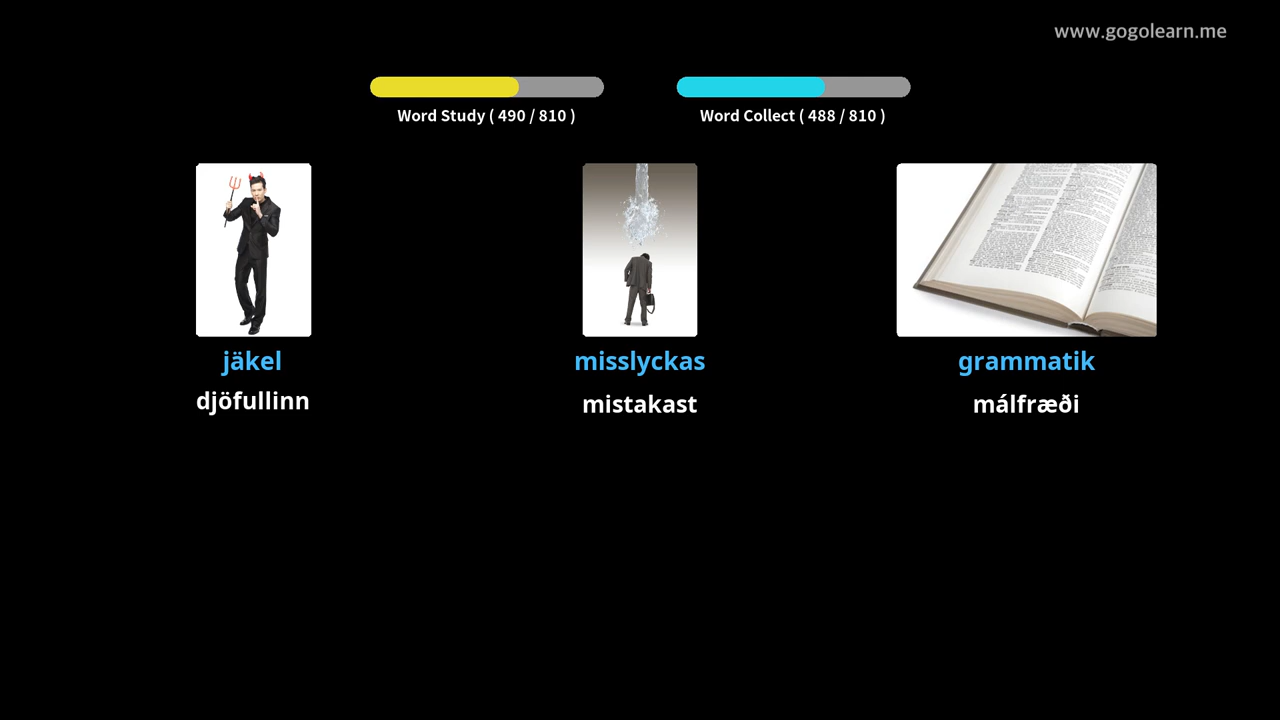 www.gogolearn.me
Word Study ( 490 / 810 )
Word Collect ( 488 / 810 )
jäkel
djöfullinn
misslyckas
mistakast
grammatik
málfræði